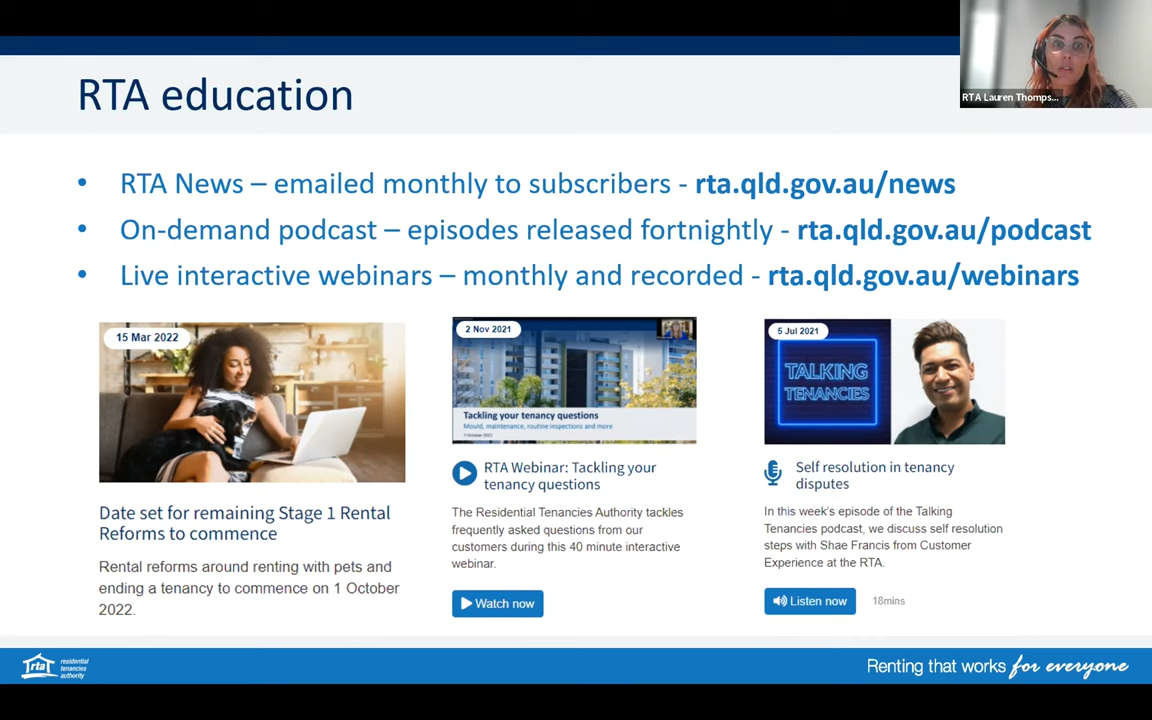 RTA education
RTA Lauren Thomps...
• RTA News – emailed monthly to subscribers - rta.qld.gov.au/news
• On-demand podcast – episodes released fortnightly - rta.qld.gov.au/podcast
• Live interactive webinars – monthly and recorded - rta.qld.gov.au/webinars
15 Mar 2022
Date set for remaining Stage 1 Rental
Reforms to commence
Rental reforms around renting with pets and
ending a tenancy to commence on 1 October
2022.
2 Nov 2021
Tackling your tenancy questions
Mould, maintenance, routine inspections and more
RTA Webinar: Tackling your
tenancy questions
The Residential Tenancies Authority tackles
frequently asked questions from our
customers during this 40 minute interactive
webinar.
Watch now
5 Jul 2021
TALKING
TENANCIES
Self resolution in tenancy
disputes
In this week's episode of the Talking
Tenancies podcast, we discuss self resolution
steps with Shae Francis from Customer
Experience at the RTA.
Listen now 18mins
rta
residential
tenancies
authority
Renting that works for everyone